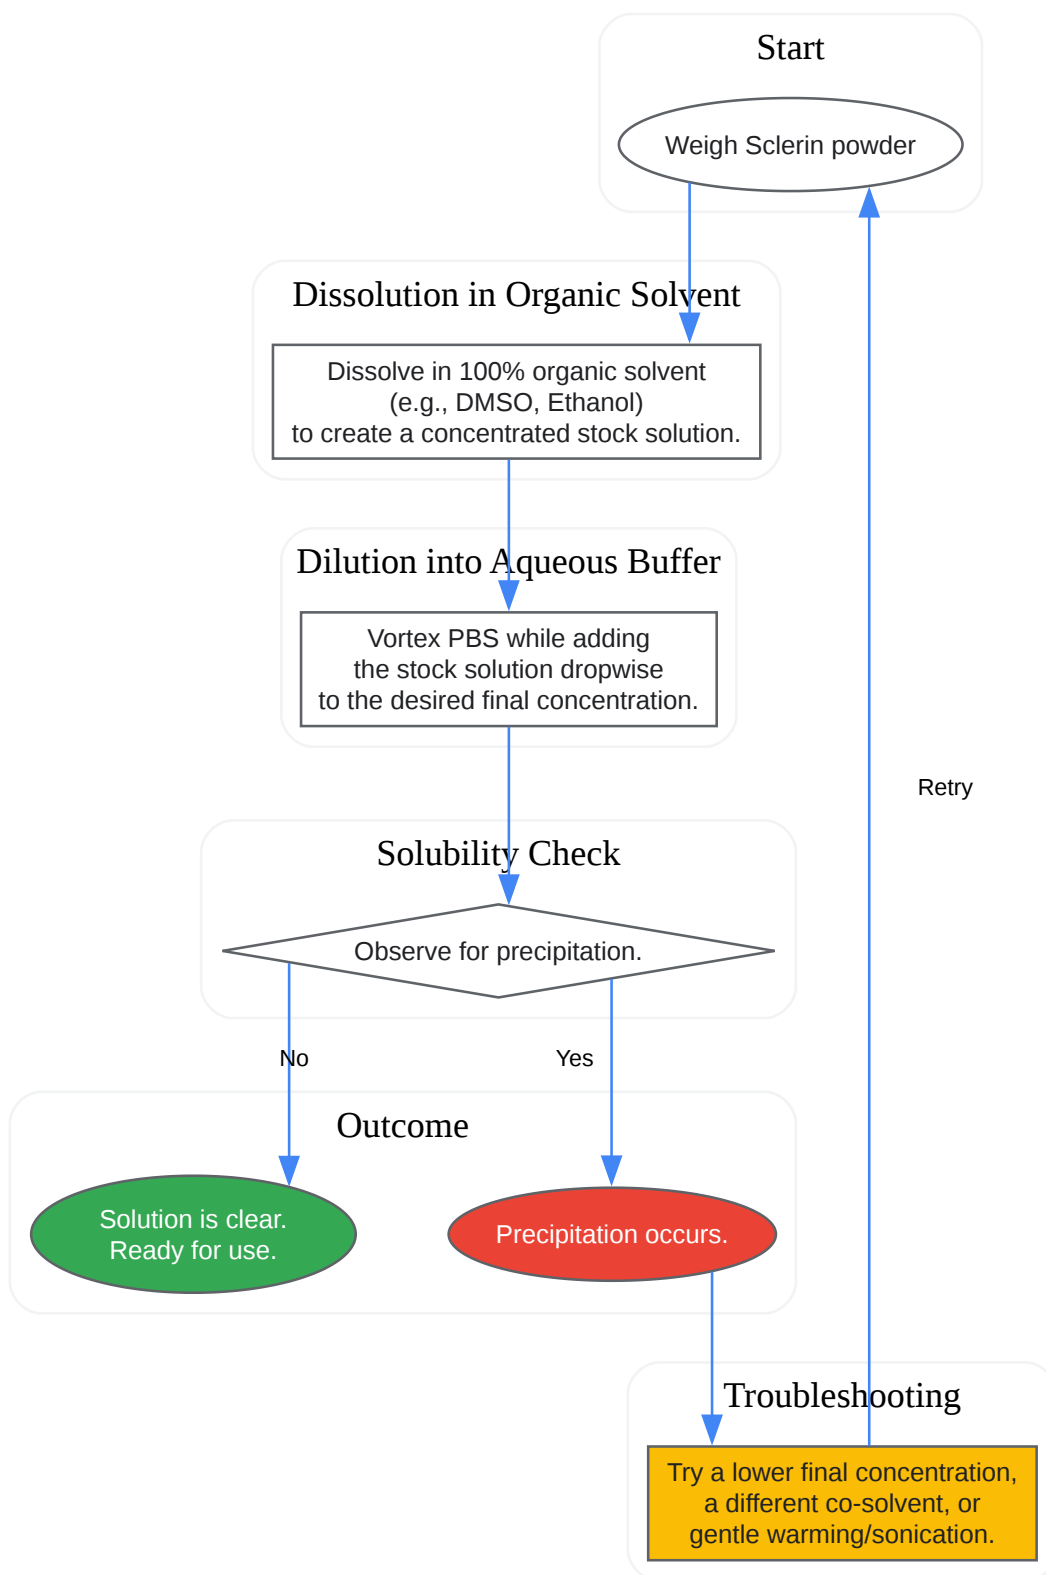 Start
Weigh Sclerin powder
Dissolution in Organic Solvent
Dissolve in 100% organic solvent
(e.g., DMSO, Ethanol)
to create a concentrated stock solution.
Dilution into Aqueous Buffer
Vortex PBS while adding
the stock solution dropwise
to the desired final concentration.
Retry
Solubility Check
Observe for precipitation.
No
Yes
Outcome
Solution is clear.
Ready for use.
Precipitation occurs.
Troubleshooting
Try a lower final concentration,
a different co-solvent, or
gentle warming/sonication.